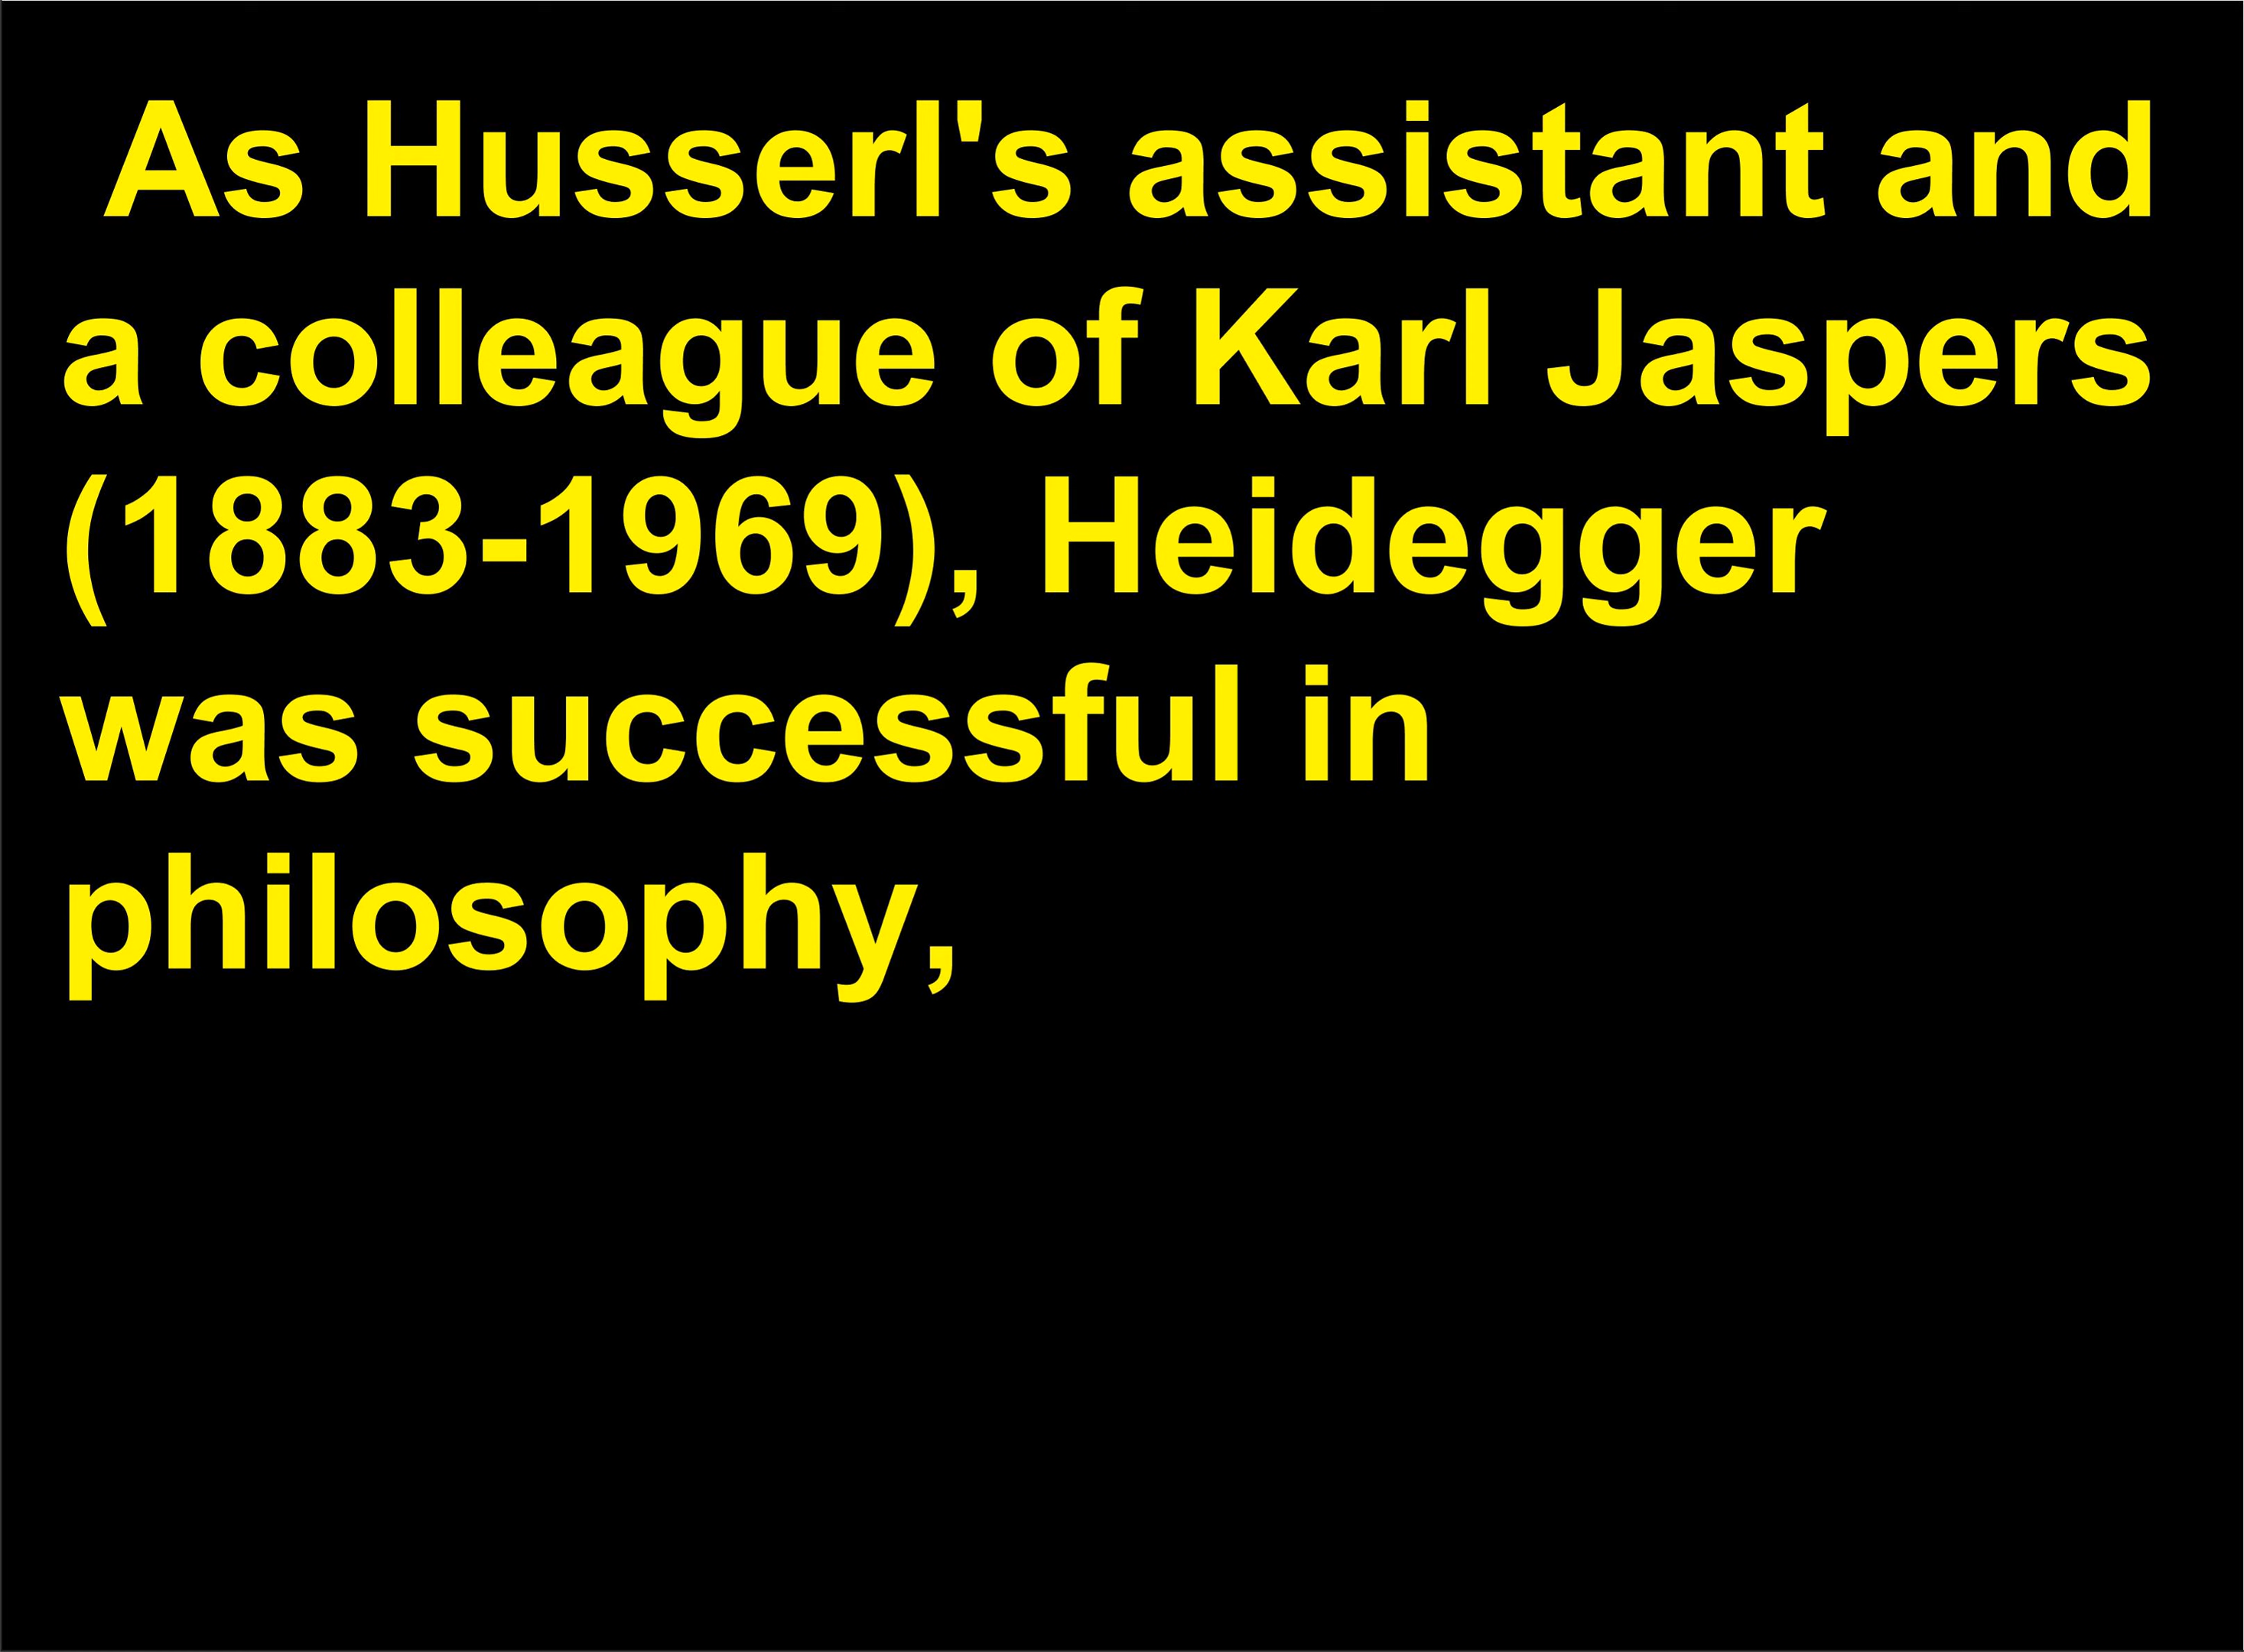 As Husserl's assistant and
a colleague of Karl Jaspers
(1883-1969), Heidegger
was successful in
philosophy,